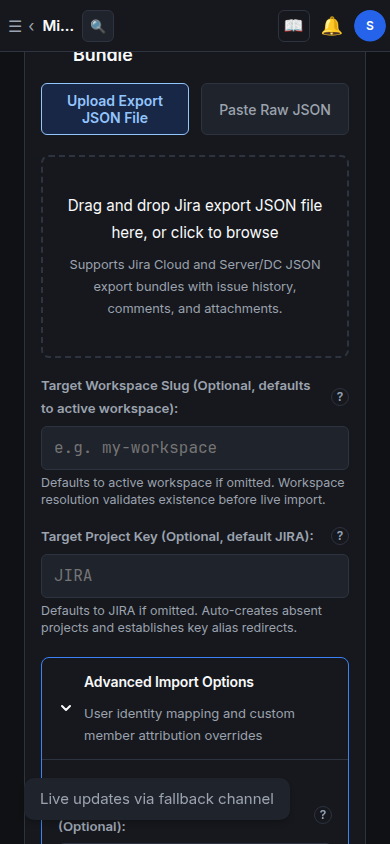 Mi...
S
Bundle
Upload Export
JSON File
Paste Raw JSON
Drag and drop Jira export JSON file
here, or click to browse
Supports Jira Cloud and Server/DC JSON
export bundles with issue history,
comments, and attachments.
Target Workspace Slug (Optional, defaults
to active workspace):
?
e.g. my-workspace
Defaults to active workspace if omitted. Workspace
resolution validates existence before live import.
Target Project Key (Optional, default JIRA):
?
JIRA
Defaults to JIRA if omitted. Auto-creates absent
projects and establishes key alias redirects.
Advanced Import Options
User identity mapping and custom
member attribution overrides
Live updates via fallback channel
?
(Optional):